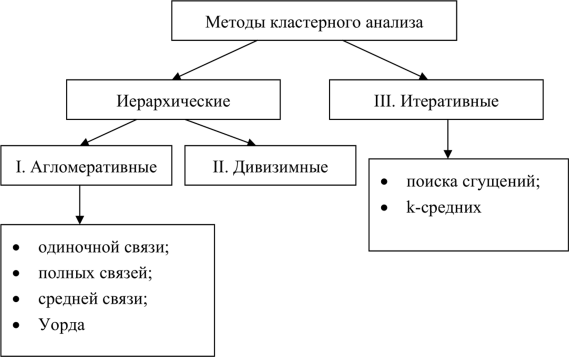 Методы кластерного анализа
Иерархические
III. Итеративные
I. Агломеративные
II. Дивизимные
• поиска сгущений;
• k-средних
• одиночной связи;
• полных связей;
• средней связи;
• Уорда